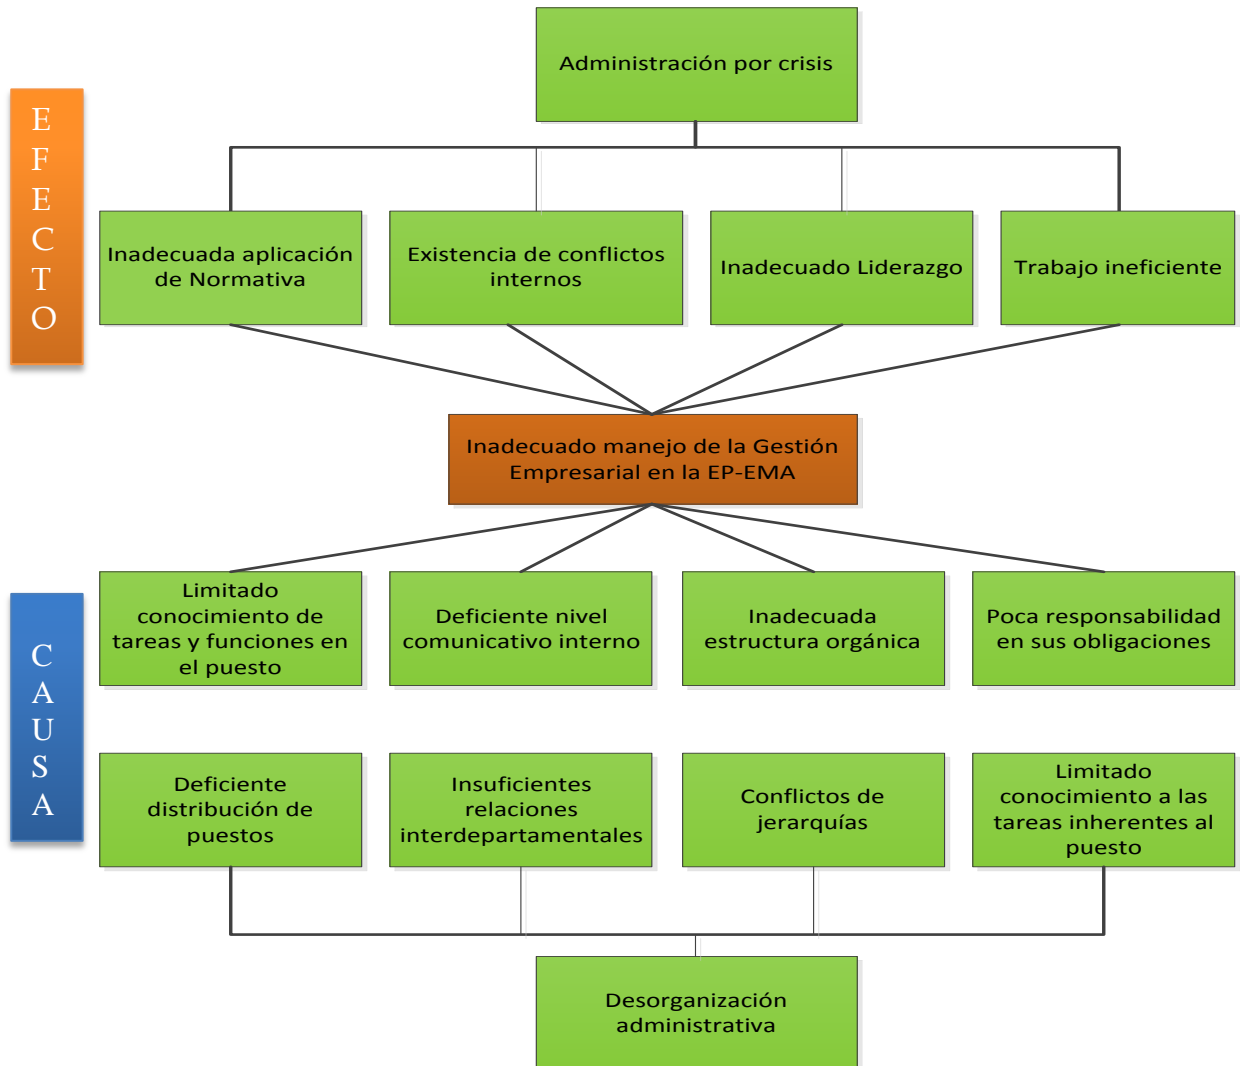 Administración por crisis
E
F
E
C
T
O
Inadecuada aplicación
de Normativa
Existencia de conflictos
internos
Inadecuado Liderazgo
Trabajo ineficiente
Inadecuado manejo de la Gestión
Empresarial en la EP-EMA
C
A
U
S
A
Limitado
conocimiento de
tareas y funciones en
el puesto
Deficiente nivel
comunicativo interno
Inadecuada
estructura orgánica
Poca responsabilidad
en sus obligaciones
Deficiente
distribución de
puestos
Insuficientes
relaciones
interdepartamentales
Conflictos de
jerarquías
Limitado
conocimiento a las
tareas inherentes al
puesto
Desorganización
administrativa